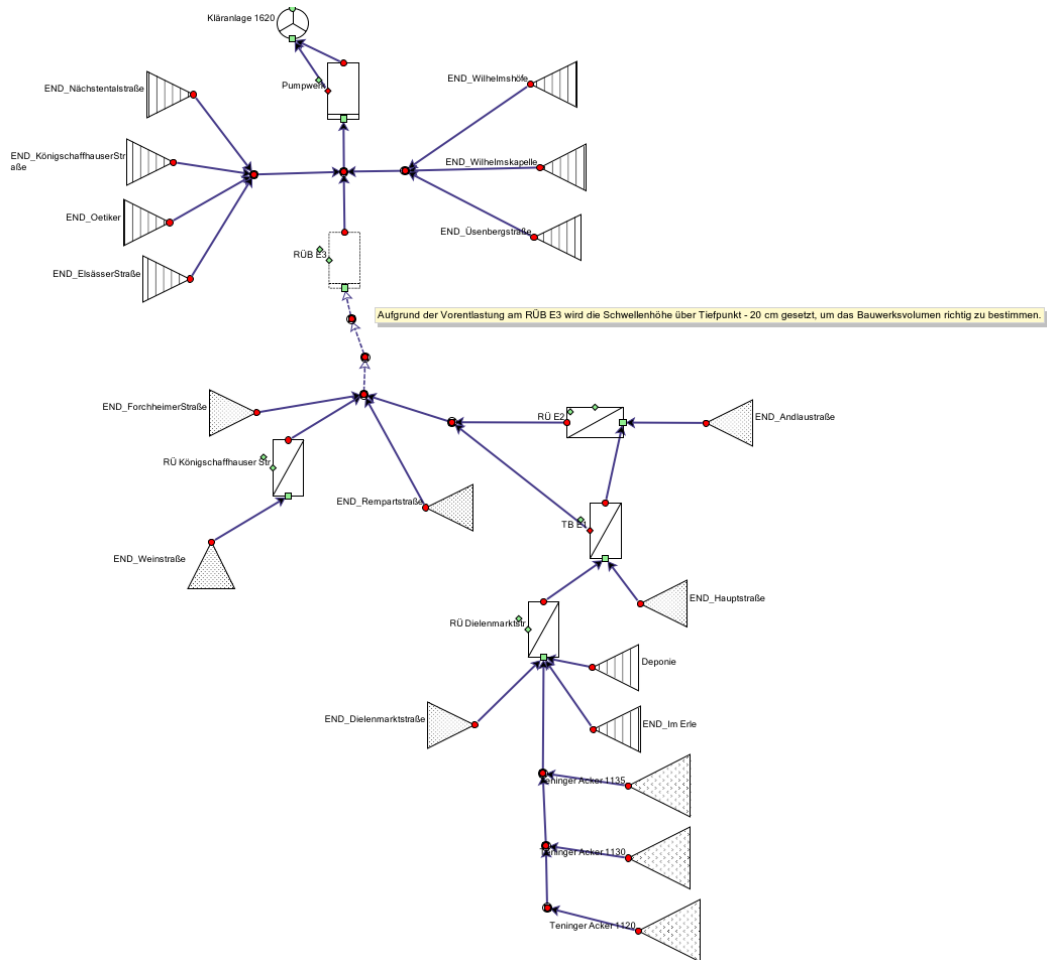 Kläranlage 1620
Pumpwerk
END_Nächstentalstraße
END_Wilhelmshöfe
END_KönigschaffhauserStr
aße
END_Wilhelmskapelle
END_Oetiker
END_Üsenbergstraße
RÜB E3
END_ElsässerStraße
Aufgrund der Vorentlastung am RÜB E3 wird die Schwellenhöhe über Tiefpunkt - 20 cm gesetzt, um das Bauwerksvolumen richtig zu bestimmen.
END_ForchheimerStraße
RÜ E2
END_Andlaustraße
RÜ Königschaffhauser Str
END_Rempartstraße
TB E1
END_Weinstraße
END_Hauptstraße
RÜ Dielenmarktstr
Deponie
END_Dielenmarktstraße
END_Im Erle
Teninger Acker 1135
Teninger Acker 1130
Teninger Acker 1120